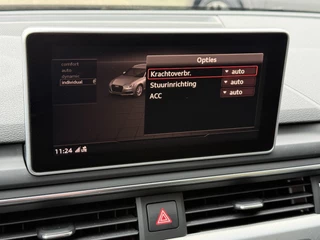 Opties
comfort
auto
dynamic
individual
Krachtoverbr. auto
Stuurinrichting auto
ACC auto
11:24